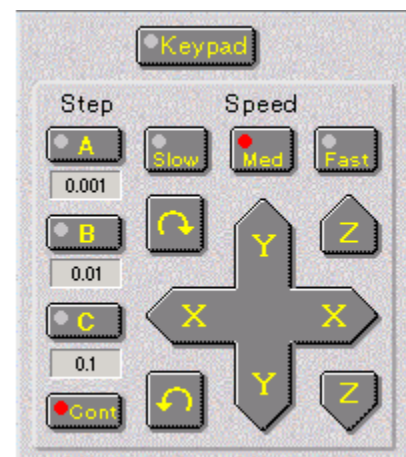 Keypad
Step Speed
A Slow Med Fast
0.001
B Y Z
0.01
C X X
0.1
Y Z
Cont